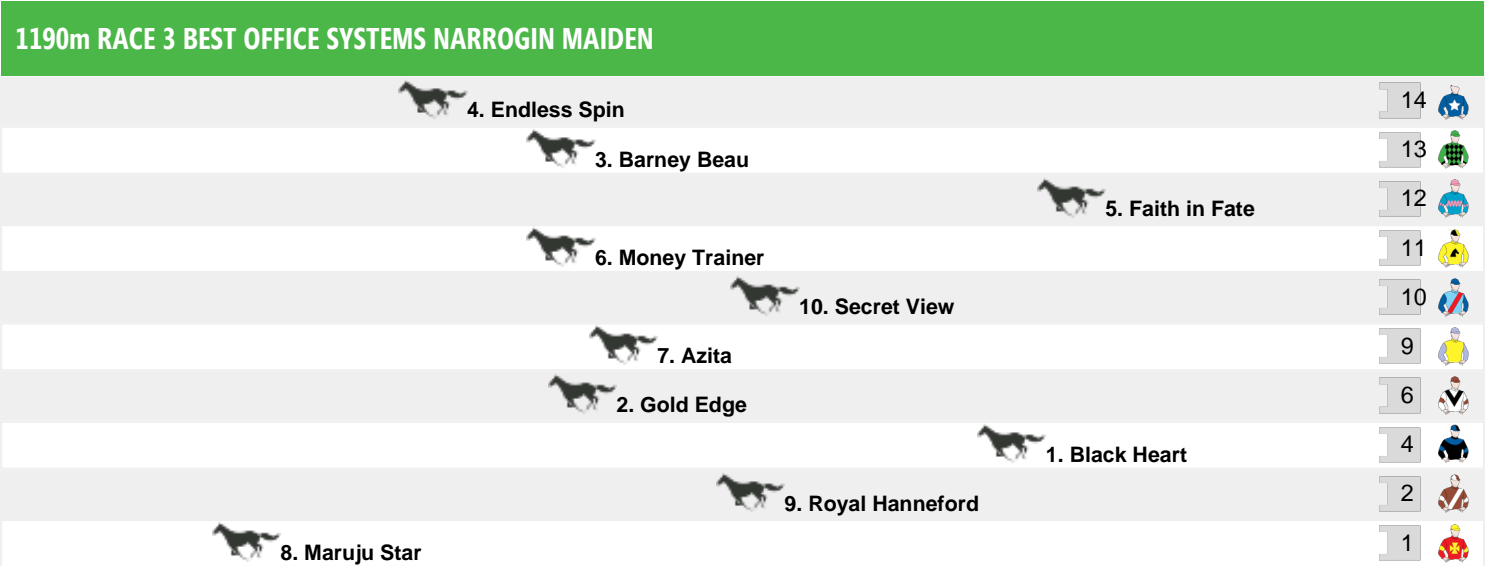 1190m RACE 3 BEST OFFICE SYSTEMS NARROGIN MAIDEN
4. Endless Spin 14
3. Barney Beau 13
5. Faith in Fate 12
6. Money Trainer 11
10. Secret View 10
7. Azita 9
2. Gold Edge 6
1. Black Heart 4
9. Royal Hanneford 2
8. Maruju Star 1